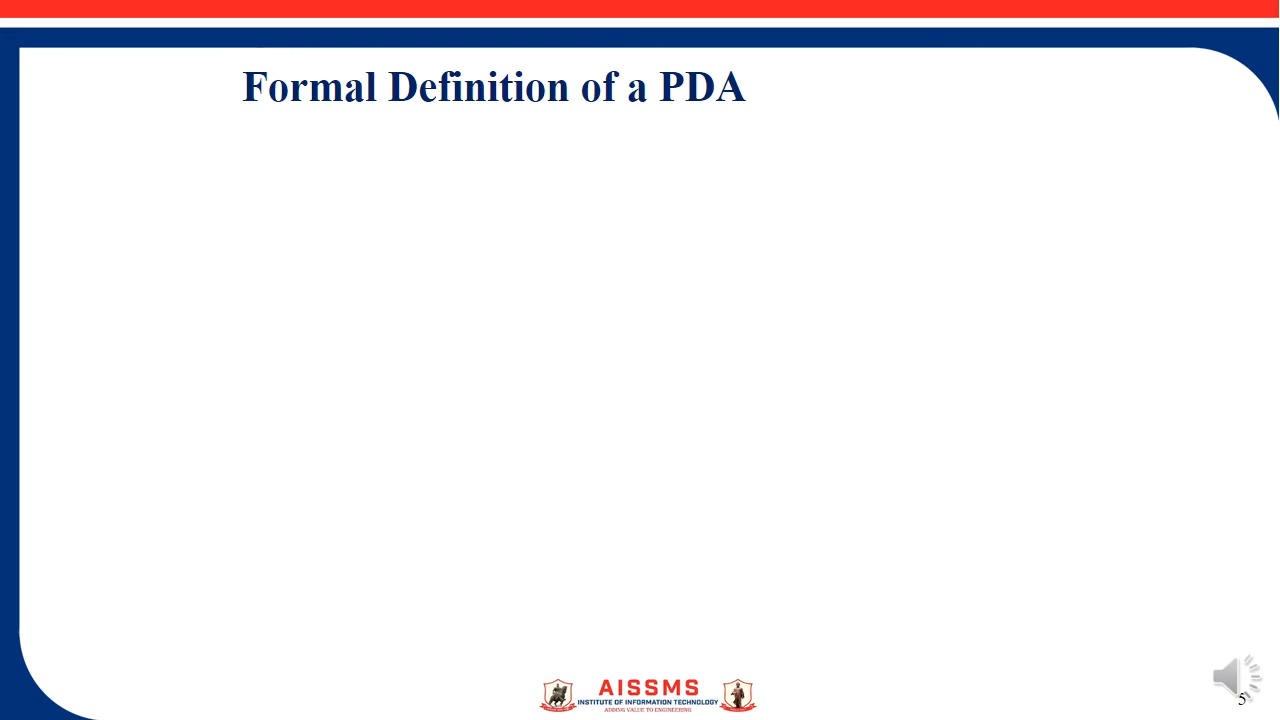 Formal Definition of a PDA
AISSMS
INSTITUTE OF INFORMATION TECHNOLOGY
ADDING VALUE TO ENGINEERING
5